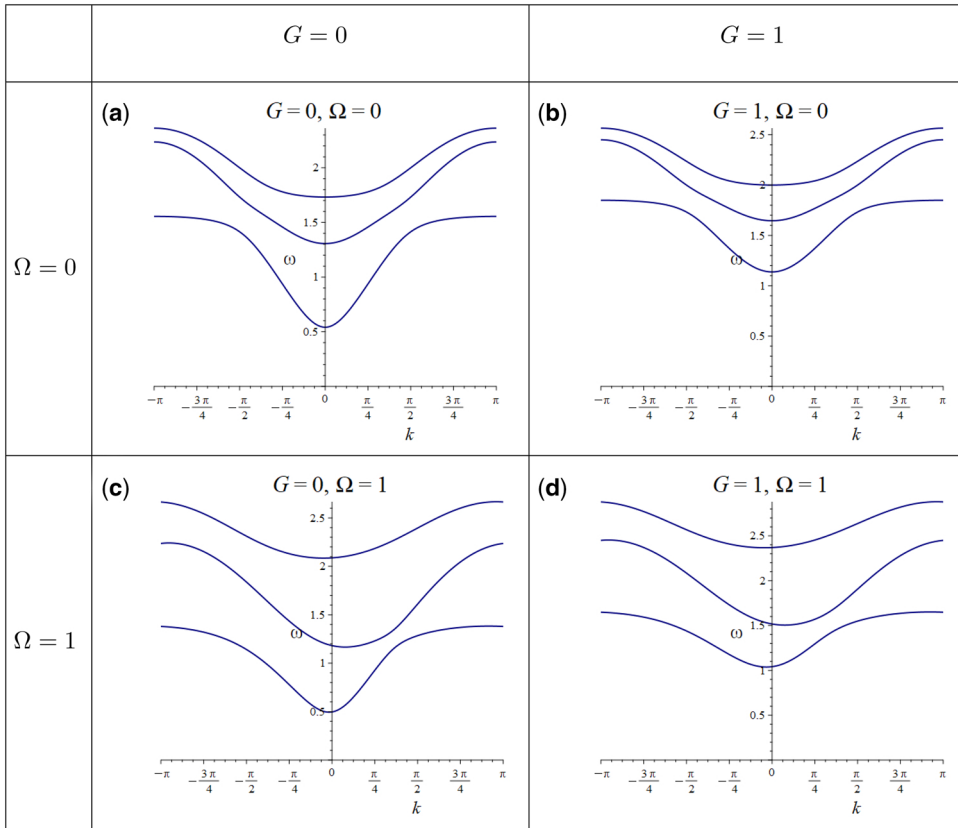 G = 0
G = 1
Ω = 0
(a)
G = 0, Ω = 0
2
1.5
ω
1
0.5
−π
−3π/4
−π/2
−π/4
0
π/4
π/2
3π/4
π
k
(b)
G = 1, Ω = 0
2.5
2
1.5
ω
1
0.5
−π
−3π/4
−π/2
−π/4
0
π/4
π/2
3π/4
π
k
Ω = 1
(c)
G = 0, Ω = 1
2.5
2
1.5
ω
1
0.5
−π
−3π/4
−π/2
−π/4
0
π/4
π/2
3π/4
π
k
(d)
G = 1, Ω = 1
2.5
2
1.5
ω
1
0.5
−π
−3π/4
−π/2
−π/4
0
π/4
π/2
3π/4
π
k